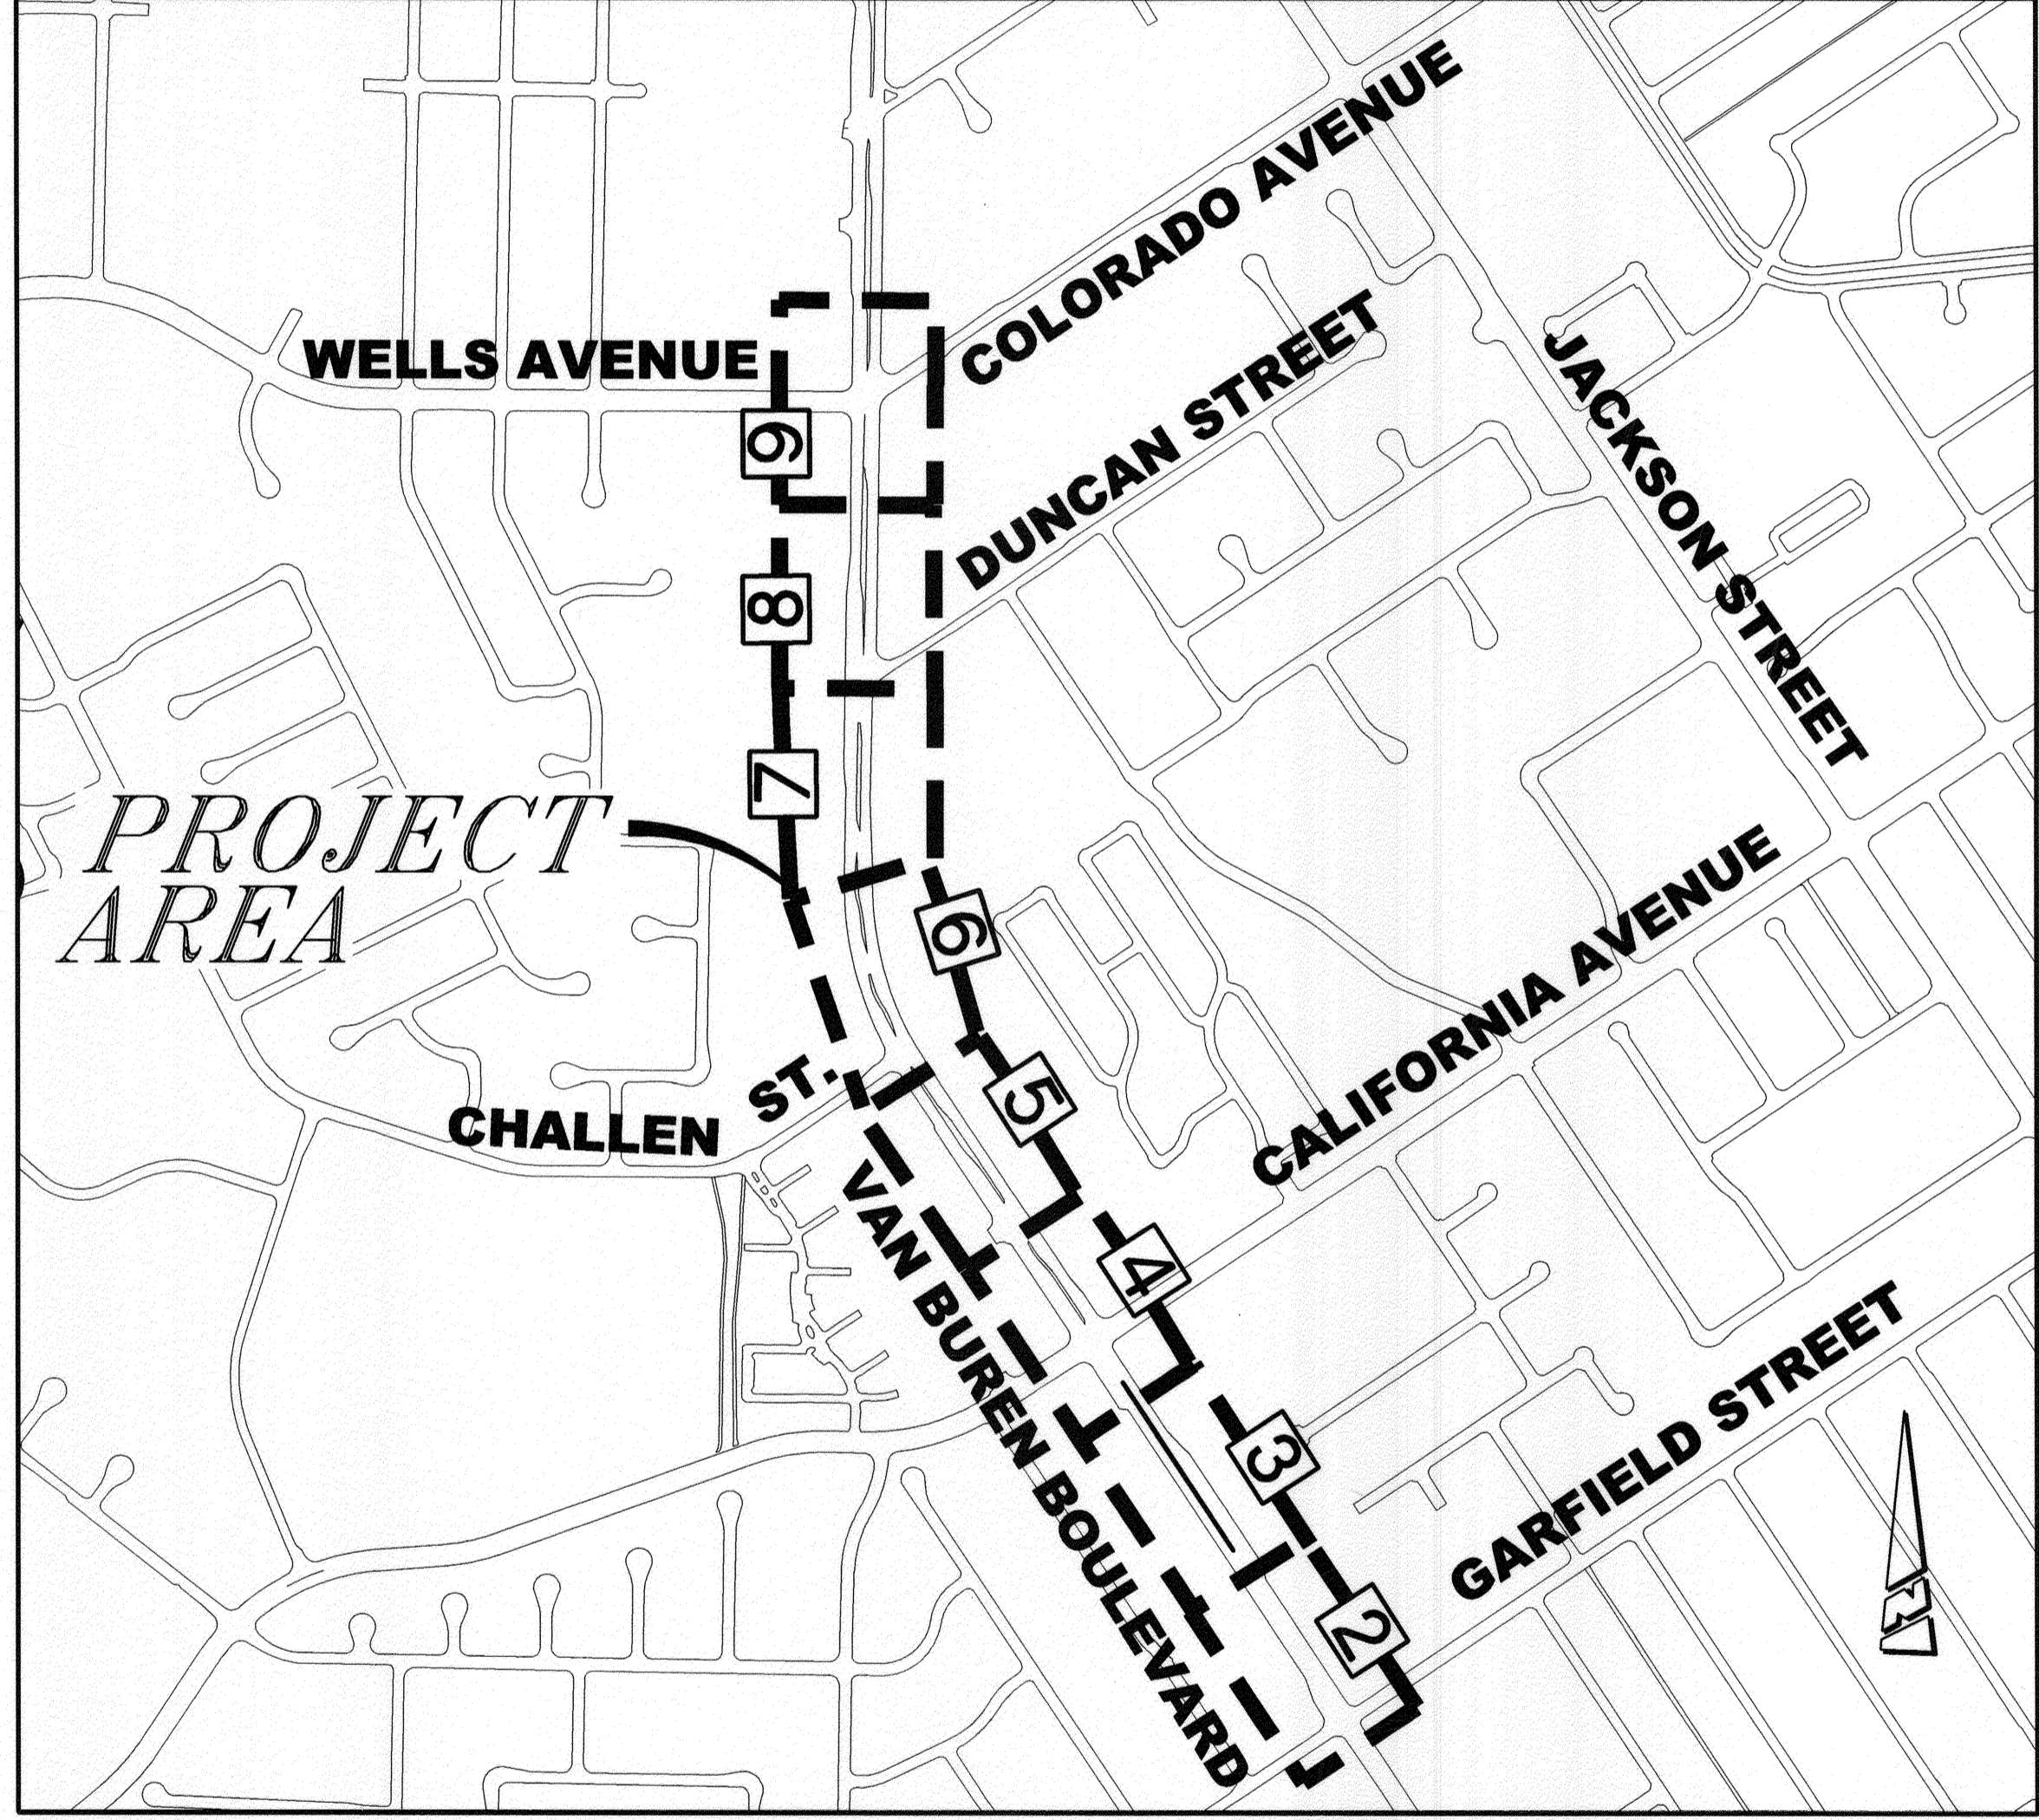 COLORADO AVENUE
WELLS AVENUE
DUNCAN STREET
JACKSON STREET
9
8
7
PROJECT
AREA
6
CALIFORNIA AVENUE
5
CHALLEN ST.
VAN BUREN BOULEVARD
4
3
GARFIELD STREET
2
N